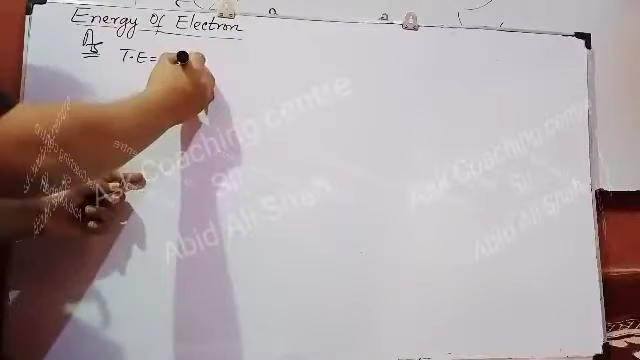 Energy Of Electron
T.E=
Ask Coaching centre
Sir
Abid Ali Shah
Ask Coaching centre
Sir
Abid Ali Shah